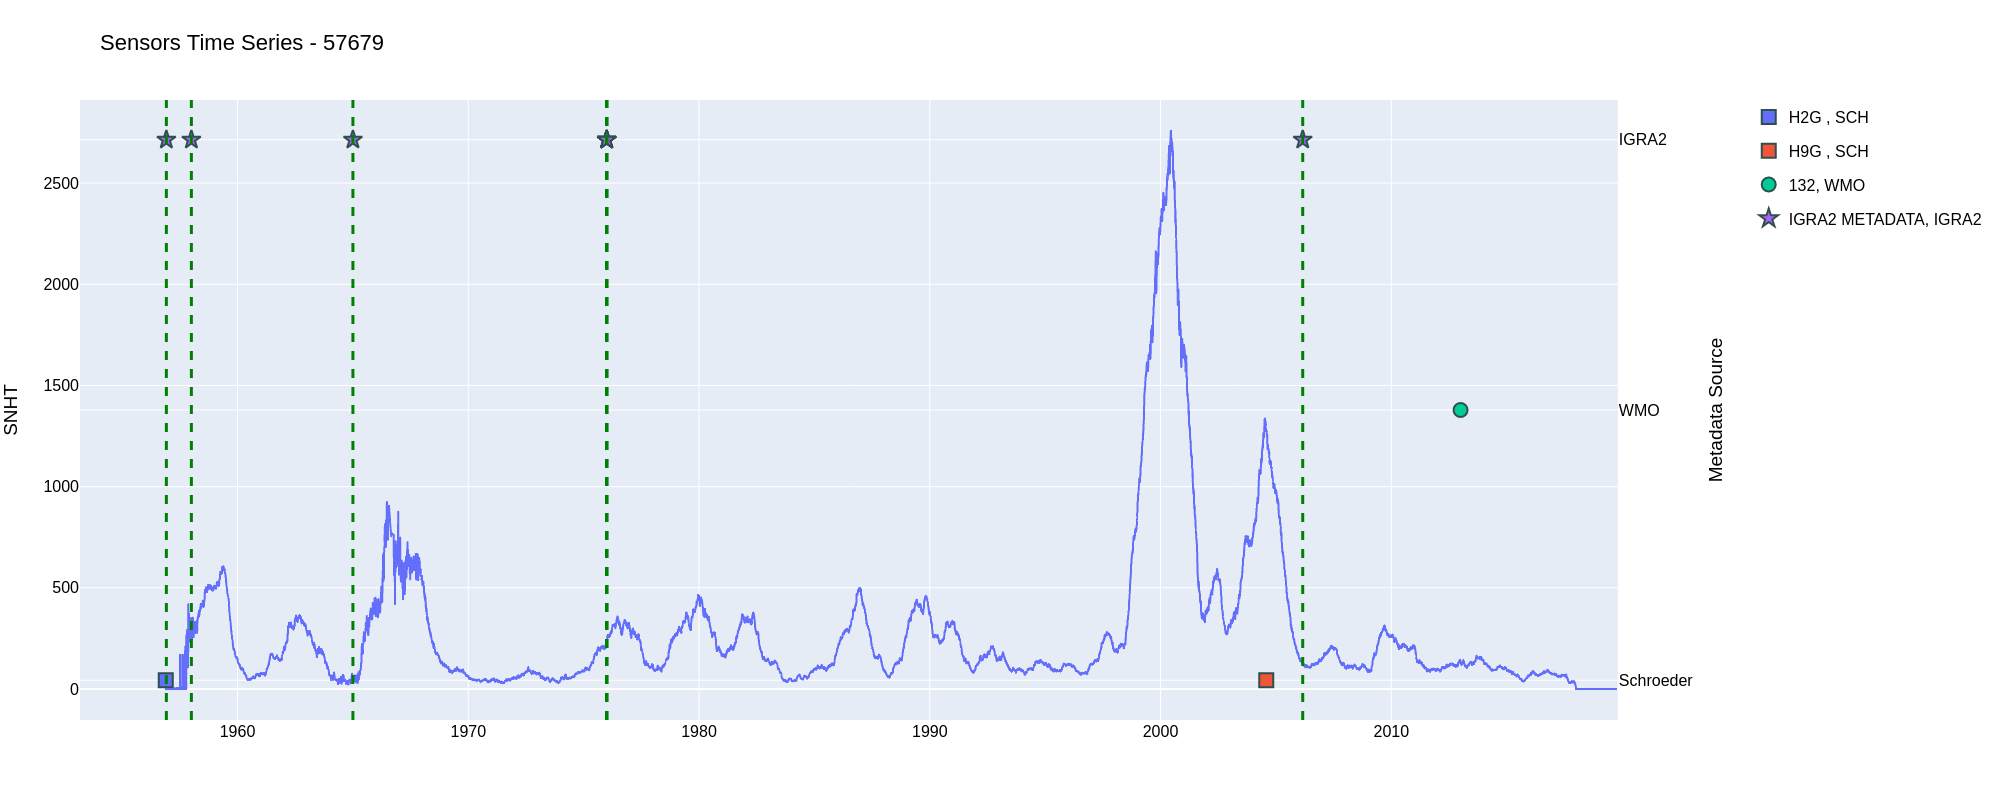 Sensors Time Series - 57679
SNHT
2500
2000
1500
1000
500
0
1960
1970
1980
1990
2000
2010
IGRA2
WMO
Schroeder
Metadata Source
H2G , SCH
H9G , SCH
132, WMO
IGRA2 METADATA, IGRA2